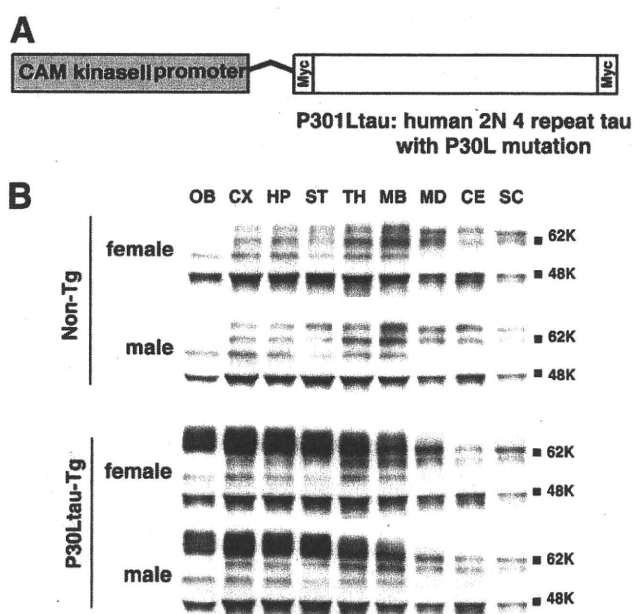 A
CAM kinaseII promoter
Myc
Myc
P301Ltau: human 2N 4 repeat tau
with P30L mutation
B
OB CX HP ST TH MB MD CE SC
Non-Tg
female
62K
48K
male
62K
48K
P30Ltau-Tg
female
62K
48K
male
62K
48K